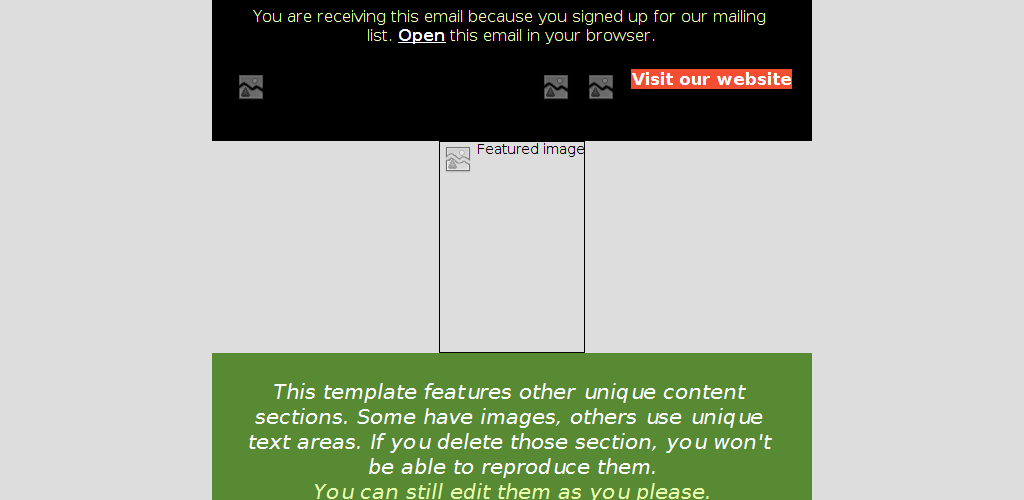 You are receiving this email because you signed up for our mailing
list. Open this email in your browser.
Visit our website
Featured image
This template features other unique content
sections. Some have images, others use unique
text areas. If you delete those section, you won't
be able to reproduce them.
You can still edit them as you please.